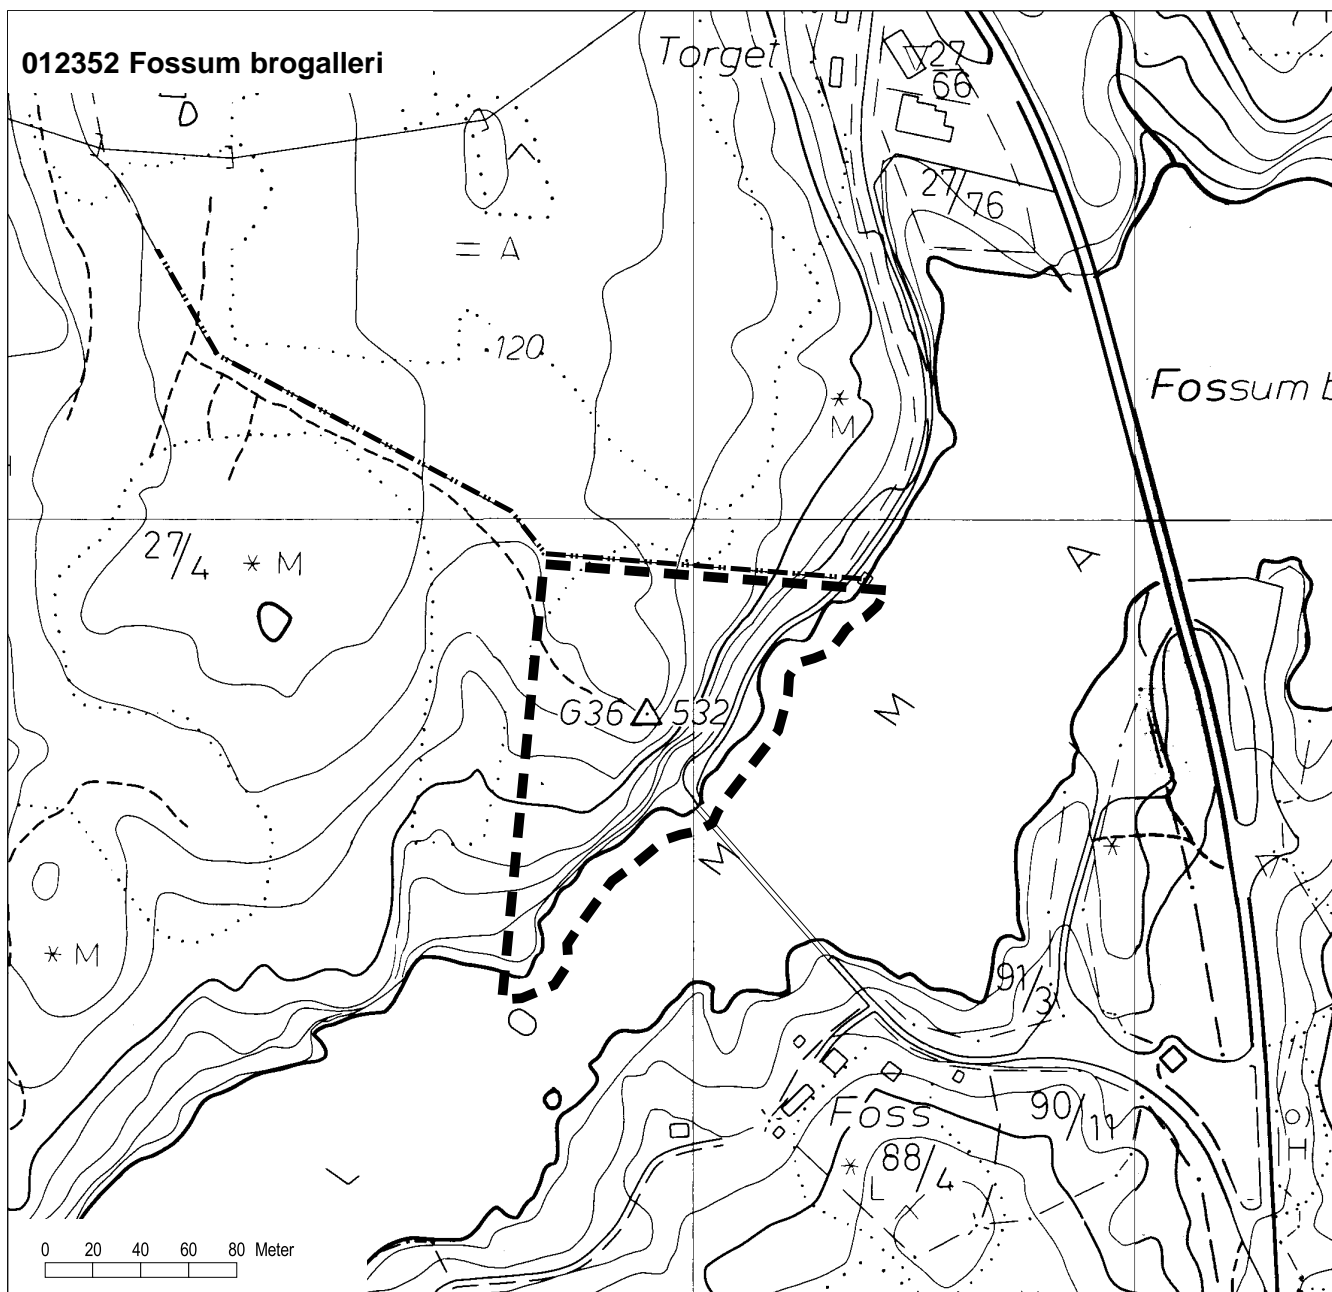 012352 Fossum brogalleri
Torget
27
66
D
27/76
A
120
Fossum b
M
27/4
M
A
G36 532
M
M
M
91/3
90/11
Foss
88/4
L
H
L
0 20 40 60 80 Meter